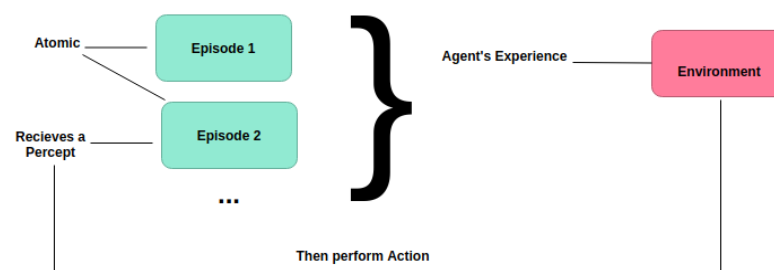 Atomic
Episode 1
Agent's Experience
Environment
Recieves a
Percept
Episode 2
...
Then perform Action